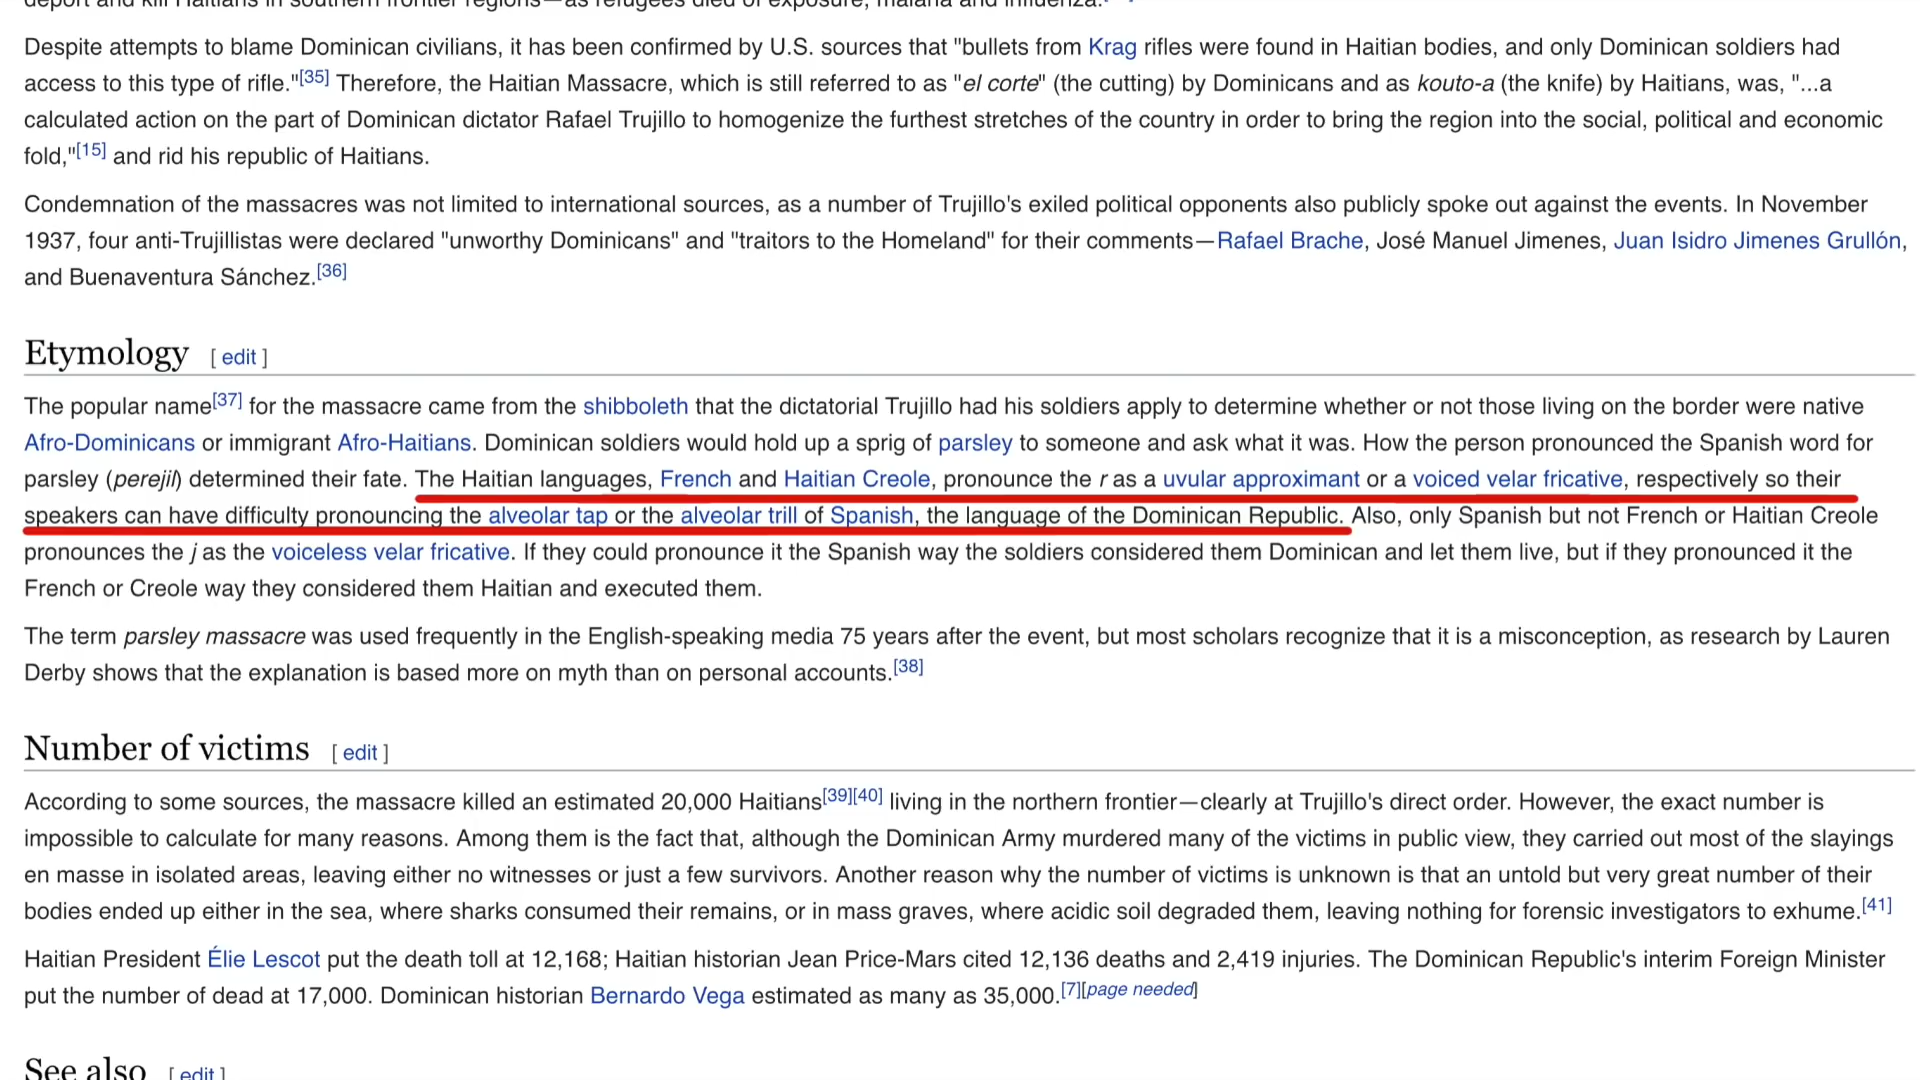 deport and kill Haitians in southern frontier regions—as refugees died of exposure, malaria and influenza.
Despite attempts to blame Dominican civilians, it has been confirmed by U.S. sources that "bullets from Krag rifles were found in Haitian bodies, and only Dominican soldiers had
access to this type of rifle."[35] Therefore, the Haitian Massacre, which is still referred to as "el corte" (the cutting) by Dominicans and as kouto-a (the knife) by Haitians, was, "...a
calculated action on the part of Dominican dictator Rafael Trujillo to homogenize the furthest stretches of the country in order to bring the region into the social, political and economic
fold,"[15] and rid his republic of Haitians.
Condemnation of the massacres was not limited to international sources, as a number of Trujillo's exiled political opponents also publicly spoke out against the events. In November
1937, four anti-Trujillistas were declared "unworthy Dominicans" and "traitors to the Homeland" for their comments—Rafael Brache, José Manuel Jimenes, Juan Isidro Jimenes Grullón,
and Buenaventura Sánchez.[36]
Etymology [ edit ]
The popular name[37] for the massacre came from the shibboleth that the dictatorial Trujillo had his soldiers apply to determine whether or not those living on the border were native
Afro-Dominicans or immigrant Afro-Haitians. Dominican soldiers would hold up a sprig of parsley to someone and ask what it was. How the person pronounced the Spanish word for
parsley (perejil) determined their fate. The Haitian languages, French and Haitian Creole, pronounce the r as a uvular approximant or a voiced velar fricative, respectively so their
speakers can have difficulty pronouncing the alveolar tap or the alveolar trill of Spanish, the language of the Dominican Republic. Also, only Spanish but not French or Haitian Creole
pronounces the j as the voiceless velar fricative. If they could pronounce it the Spanish way the soldiers considered them Dominican and let them live, but if they pronounced it the
French or Creole way they considered them Haitian and executed them.
The term parsley massacre was used frequently in the English-speaking media 75 years after the event, but most scholars recognize that it is a misconception, as research by Lauren
Derby shows that the explanation is based more on myth than on personal accounts.[38]
Number of victims [ edit ]
According to some sources, the massacre killed an estimated 20,000 Haitians[39][40] living in the northern frontier—clearly at Trujillo's direct order. However, the exact number is
impossible to calculate for many reasons. Among them is the fact that, although the Dominican Army murdered many of the victims in public view, they carried out most of the slayings
en masse in isolated areas, leaving either no witnesses or just a few survivors. Another reason why the number of victims is unknown is that an untold but very great number of their
bodies ended up either in the sea, where sharks consumed their remains, or in mass graves, where acidic soil degraded them, leaving nothing for forensic investigators to exhume.[41]
Haitian President Élie Lescot put the death toll at 12,168; Haitian historian Jean Price-Mars cited 12,136 deaths and 2,419 injuries. The Dominican Republic's interim Foreign Minister
put the number of dead at 17,000. Dominican historian Bernardo Vega estimated as many as 35,000.[7][page needed]
See also [ edit ]